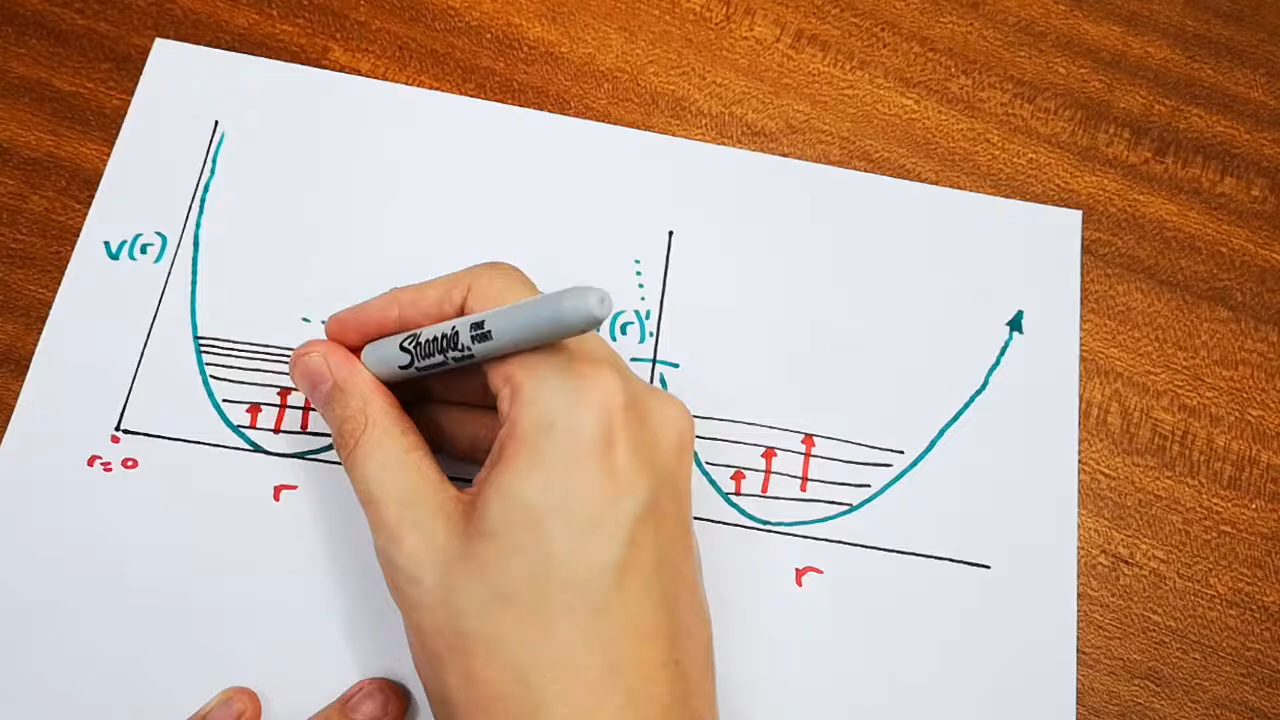 V(r)
(r)
r=0
r
r
Sharpie
FINE
POINT